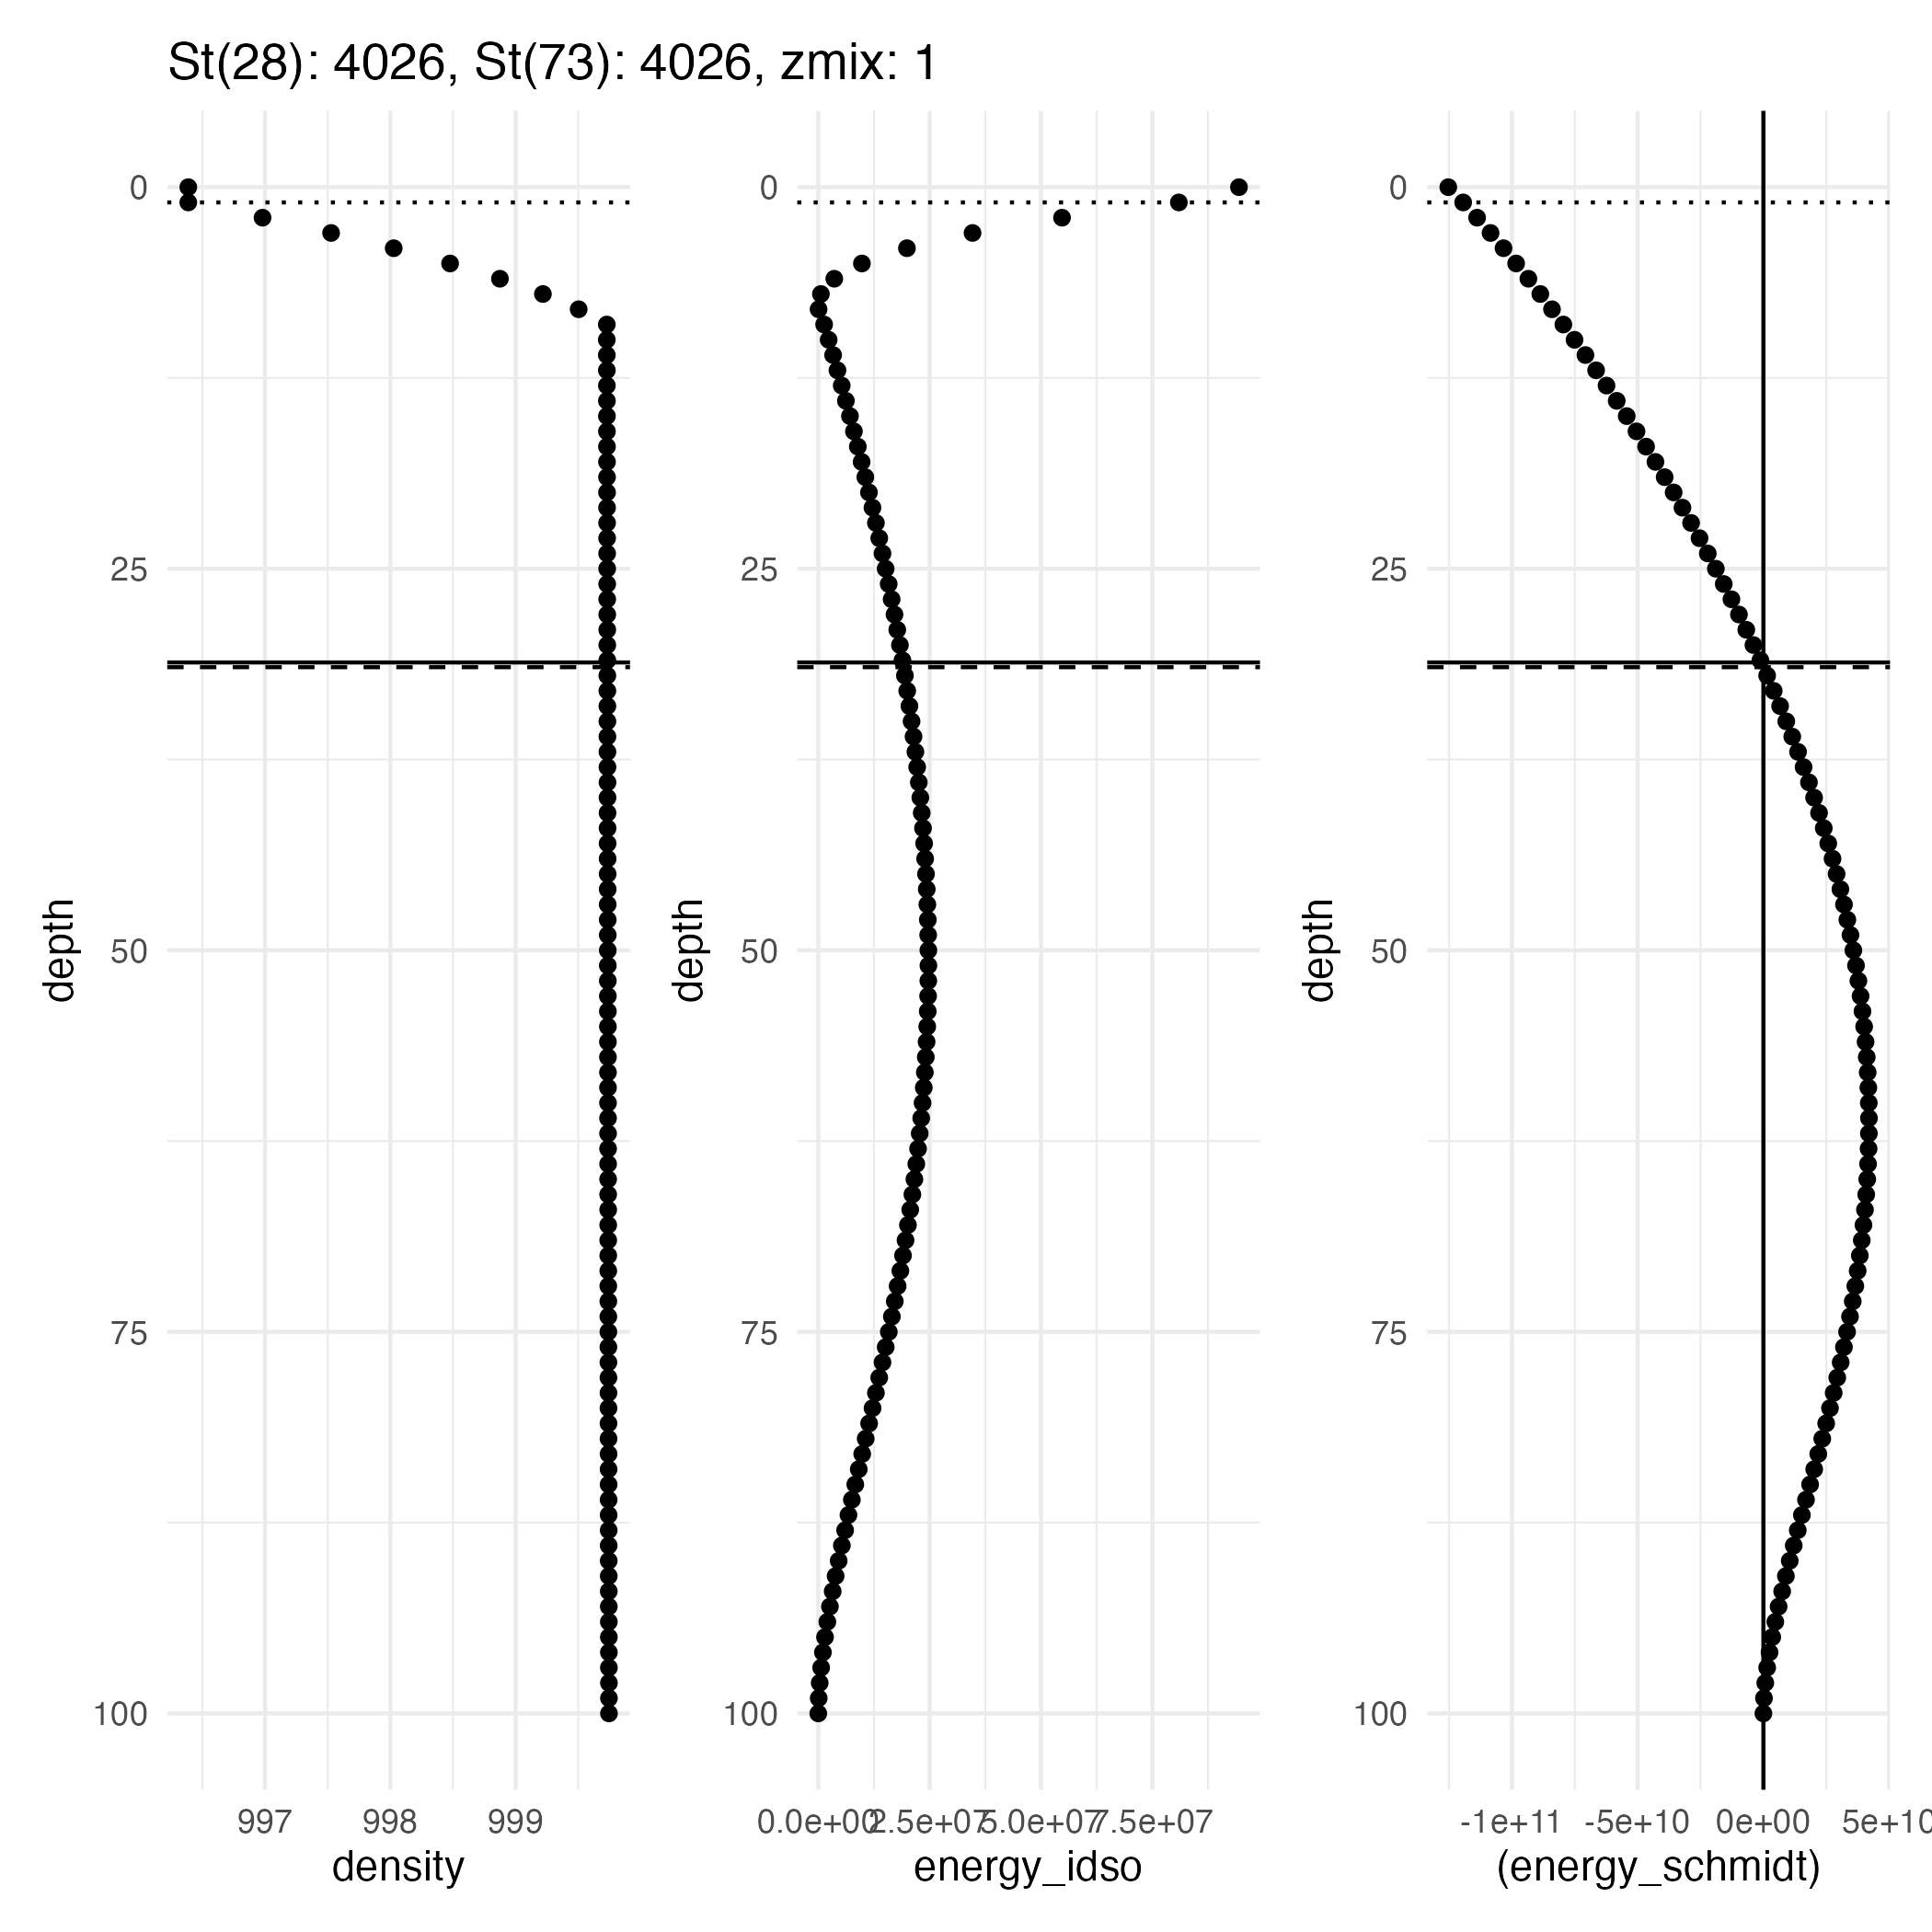 St(28): 4026, St(73): 4026, zmix: 1
depth
0
25
50
75
100
997 998 999
density
depth
0
25
50
75
100
0.0e+00 2.5e+07 5.0e+07 7.5e+07
energy_idso
depth
0
25
50
75
100
-1e+11 -5e+10 0e+00 5e+10
(energy_schmidt)